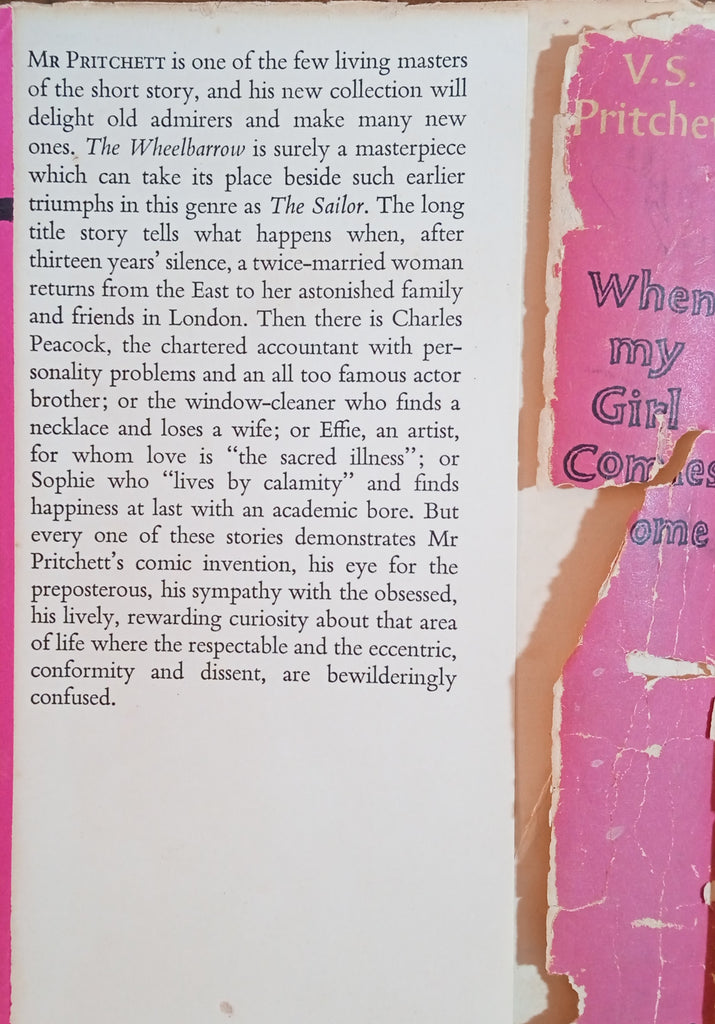 MR PRITCHETT is one of the few living masters
of the short story, and his new collection will
delight old admirers and make many new
ones. The Wheelbarrow is surely a masterpiece
which can take its place beside such earlier
triumphs in this genre as The Sailor. The long
title story tells what happens when, after
thirteen years' silence, a twice-married woman
returns from the East to her astonished family
and friends in London. Then there is Charles
Peacock, the chartered accountant with per-
sonality problems and an all too famous actor
brother; or the window-cleaner who finds a
necklace and loses a wife; or Effie, an artist,
for whom love is "the sacred illness"; or
Sophie who "lives by calamity" and finds
happiness at last with an academic bore. But
every one of these stories demonstrates Mr
Pritchett's comic invention, his eye for the
preposterous, his sympathy with the obsessed,
his lively, rewarding curiosity about that area
of life where the respectable and the eccentric,
conformity and dissent, are bewilderingly
confused.
V.S.
Pritche
When
my
Girl
Comes
ome